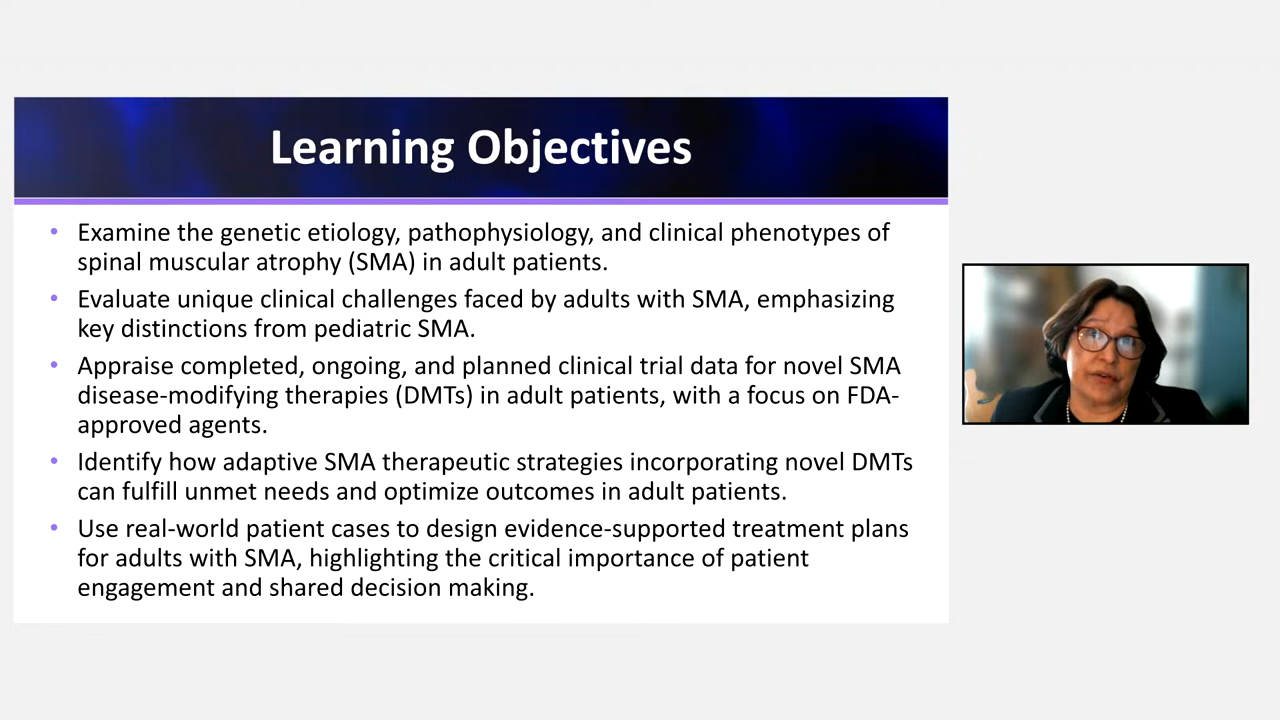 Learning Objectives
• Examine the genetic etiology, pathophysiology, and clinical phenotypes of
spinal muscular atrophy (SMA) in adult patients.
• Evaluate unique clinical challenges faced by adults with SMA, emphasizing
key distinctions from pediatric SMA.
• Appraise completed, ongoing, and planned clinical trial data for novel SMA
disease-modifying therapies (DMTs) in adult patients, with a focus on FDA-
approved agents.
• Identify how adaptive SMA therapeutic strategies incorporating novel DMTs
can fulfill unmet needs and optimize outcomes in adult patients.
• Use real-world patient cases to design evidence-supported treatment plans
for adults with SMA, highlighting the critical importance of patient
engagement and shared decision making.